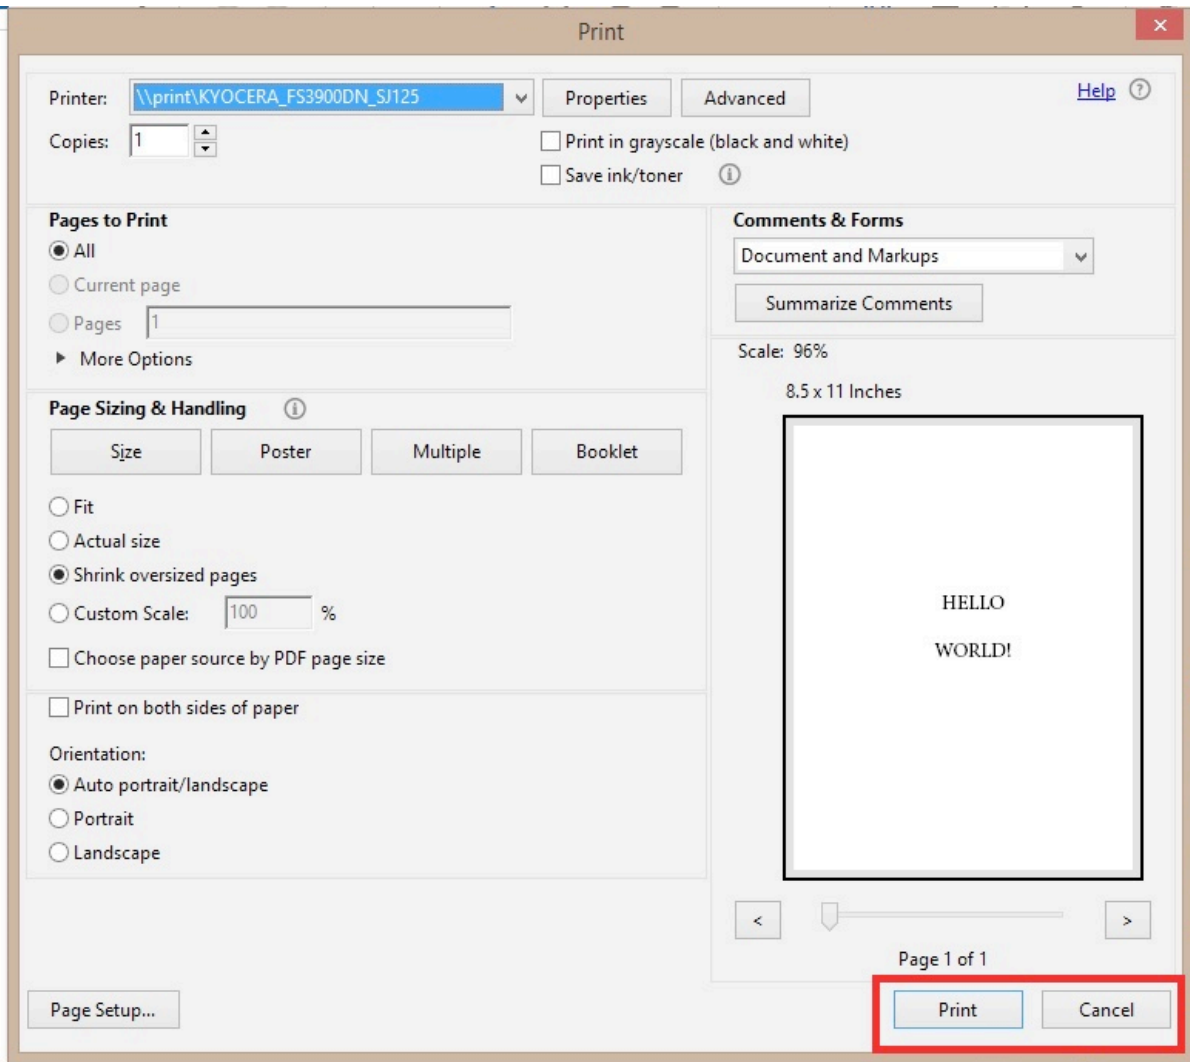 Print
Printer: \\print\KYOCERA_FS3900DN_SJ125 Properties Advanced Help
Copies: 1 Print in grayscale (black and white)
Save ink/toner
Pages to Print
All
Current page
Pages 1
More Options
Comments & Forms
Document and Markups
Summarize Comments
Page Sizing & Handling
Size Poster Multiple Booklet
Fit
Actual size
Shrink oversized pages
Custom Scale: 100 %
Choose paper source by PDF page size
Print on both sides of paper
Orientation:
Auto portrait/landscape
Portrait
Landscape
Scale: 96%
8.5 x 11 Inches
HELLO
WORLD!
< >
Page 1 of 1
Page Setup... Print Cancel